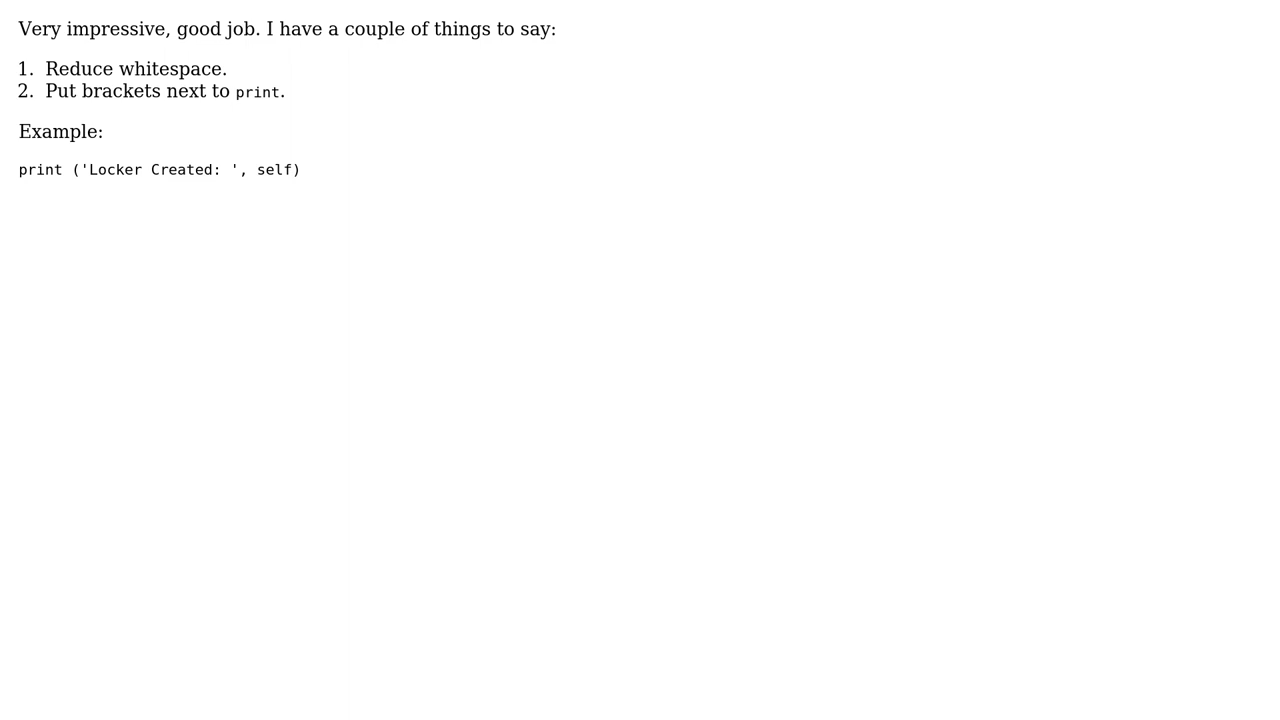 Very impressive, good job. I have a couple of things to say:
1. Reduce whitespace.
2. Put brackets next to print.
Example:
print ('Locker Created: ', self)